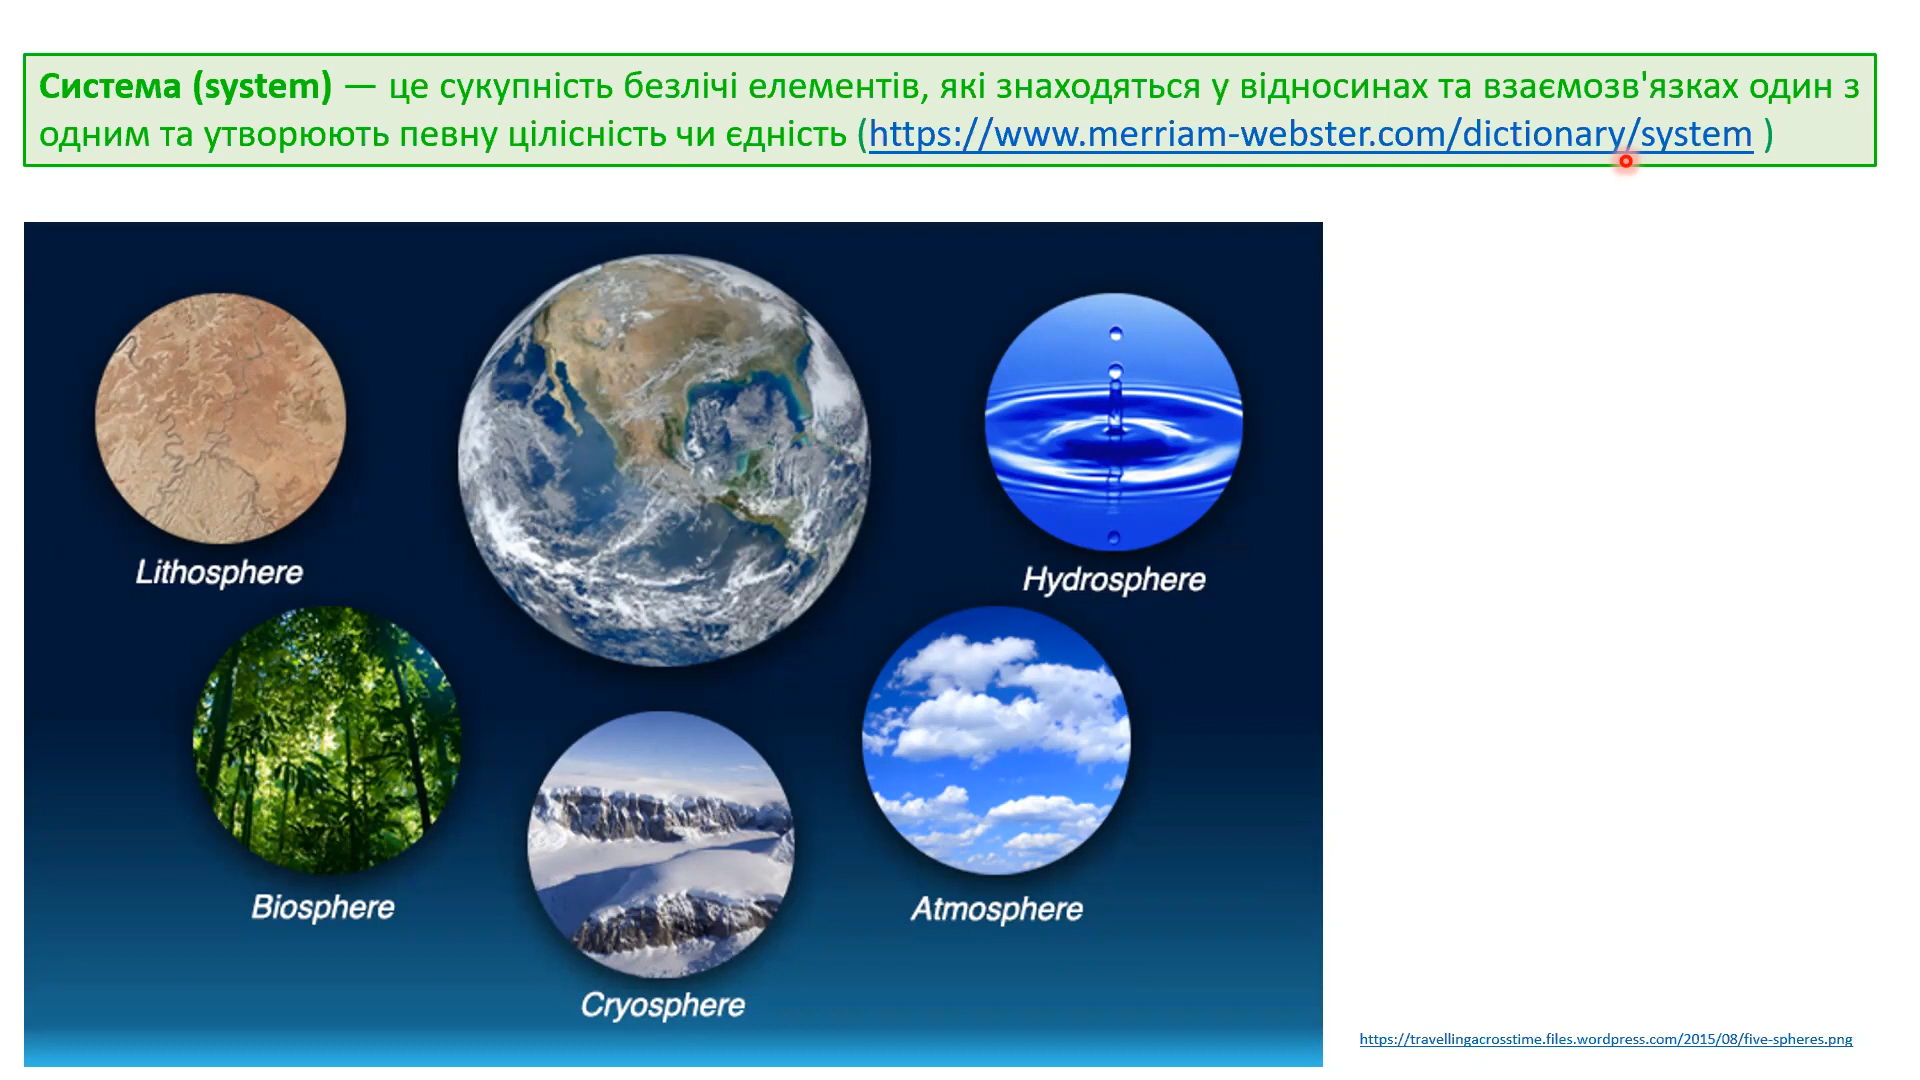 Система (system) — це сукупність безлічі елементів, які знаходяться у відносинах та взаємозв'язках один з
одним та утворюють певну цілісність чи єдність (https://www.merriam-webster.com/dictionary/system )
Lithosphere
Hydrosphere
Biosphere
Atmosphere
Cryosphere
https://travellingacrosstime.files.wordpress.com/2015/08/five-spheres.png